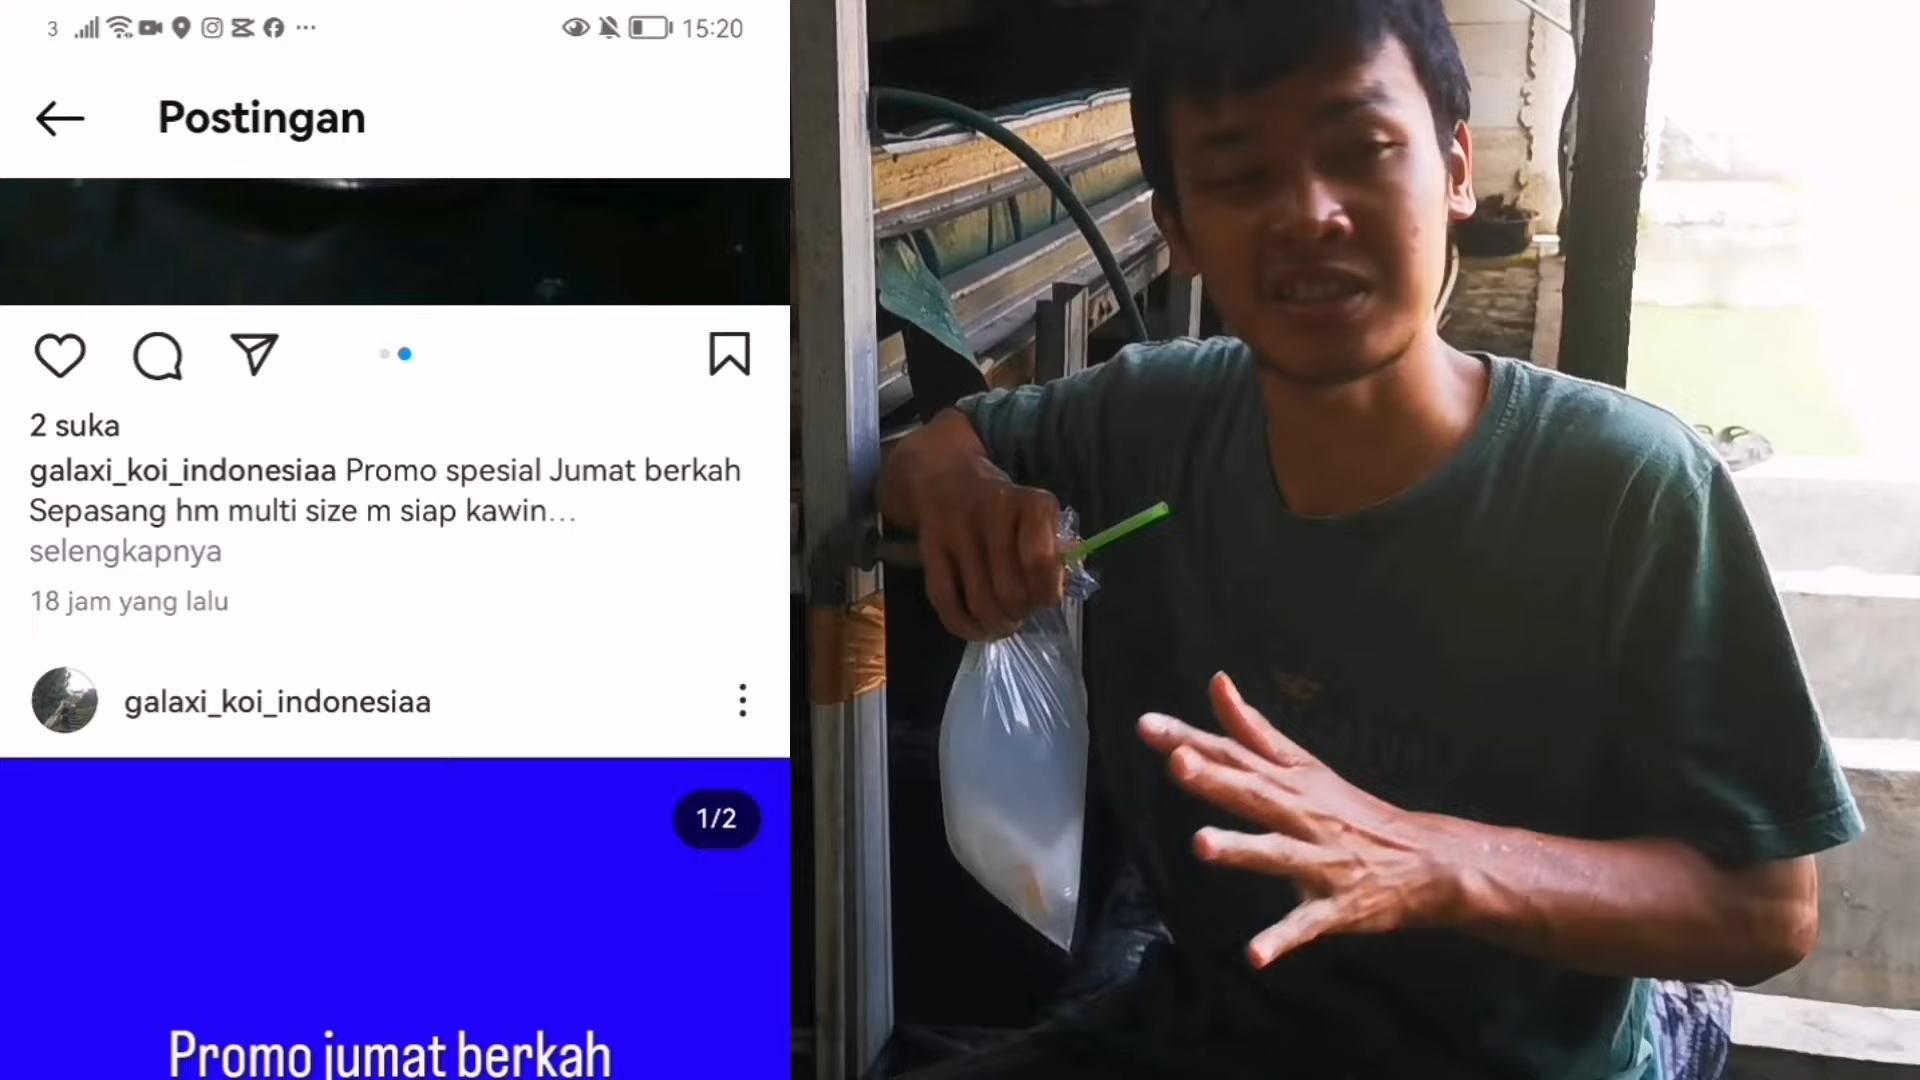 3
15:20
Postingan
2 suka
galaxi_koi_indonesiaa Promo spesial Jumat berkah
Sepasang hm multi size m siap kawin...
selengkapnya
18 jam yang lalu
galaxi_koi_indonesiaa
1/2
Promo jumat berkah